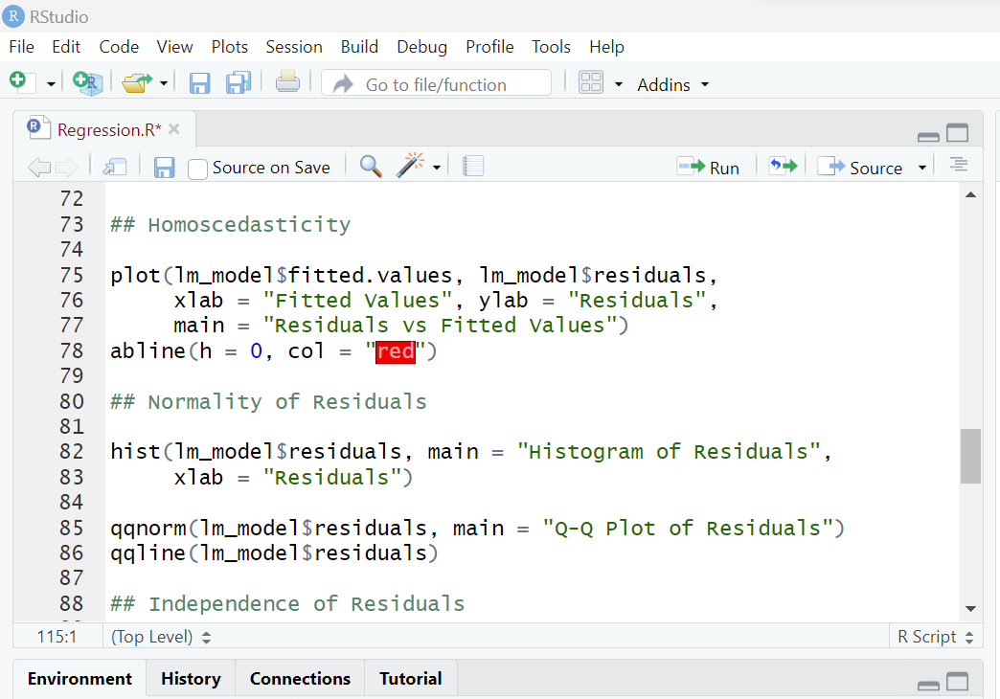 R RStudio
File Edit Code View Plots Session Build Debug Profile Tools Help
R Go to file/function Addins
R Regression.R*
Source on Save Run Source
72
73 ## Homoscedasticity
74
75 plot(lm_model$fitted.values, lm_model$residuals,
76 xlab = "Fitted Values", ylab = "Residuals",
77 main = "Residuals vs Fitted Values")
78 abline(h = 0, col = "red")
79
80 ## Normality of Residuals
81
82 hist(lm_model$residuals, main = "Histogram of Residuals",
83 xlab = "Residuals")
84
85 qqnorm(lm_model$residuals, main = "Q-Q Plot of Residuals")
86 qqline(lm_model$residuals)
87
88 ## Independence of Residuals
115:1 (Top Level) R Script
Environment History Connections Tutorial